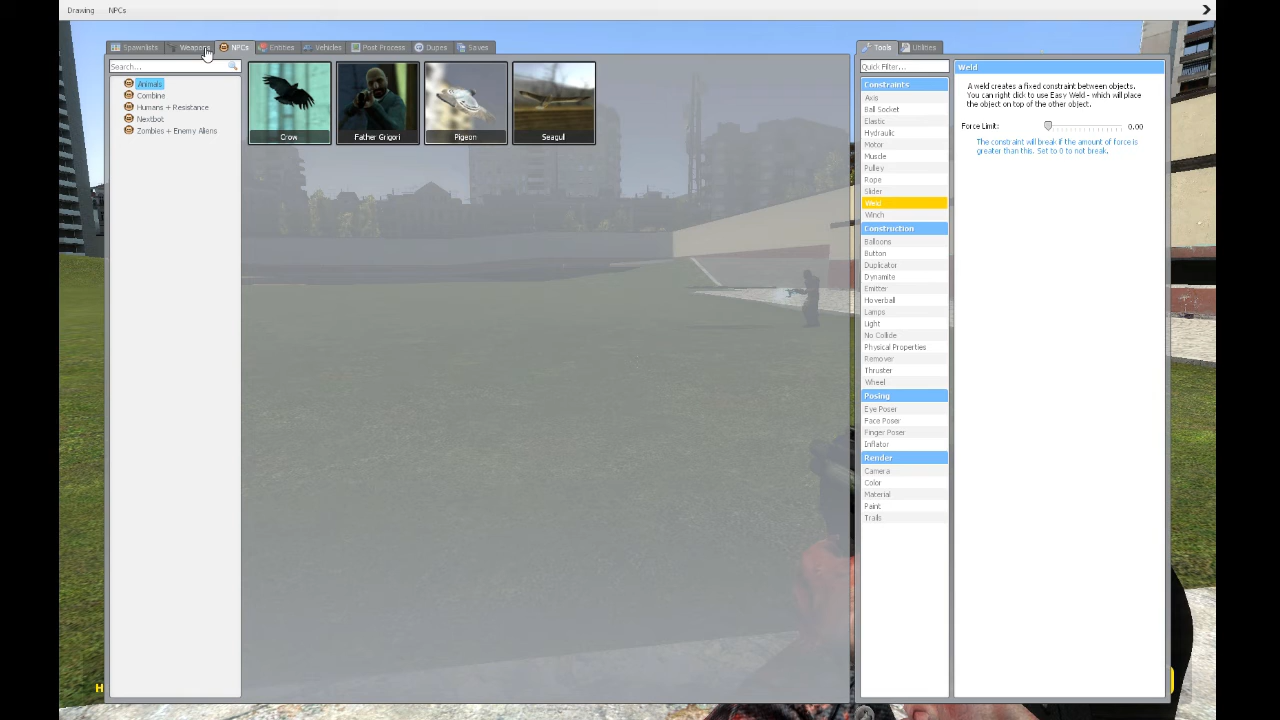 Drawing NPCs
Spawnlists Weapons NPCs Entities Vehicles Post Process Dupes Saves
Search...
Animals
Combine
Humans + Resistance
Nextbot
Zombies + Enemy Aliens
Crow Father Grigori Pigeon Seagull
Tools Utilities
Quick Filter...
Constraints
Axis
Ball Socket
Elastic
Hydraulic
Motor
Muscle
Pulley
Rope
Slider
Weld
Winch
Construction
Balloons
Button
Duplicator
Dynamite
Emitter
Hoverball
Lamps
Light
No Collide
Physical Properties
Remover
Thruster
Wheel
Posing
Eye Poser
Face Poser
Finger Poser
Inflator
Render
Camera
Color
Material
Paint
Trails
Weld
A weld creates a fixed constraint between objects.
You can right click to use Easy Weld - which will place
the object on top of the other object.
Force Limit: 0.00
The constraint will break if the amount of force is
greater than this. Set to 0 to not break.
H